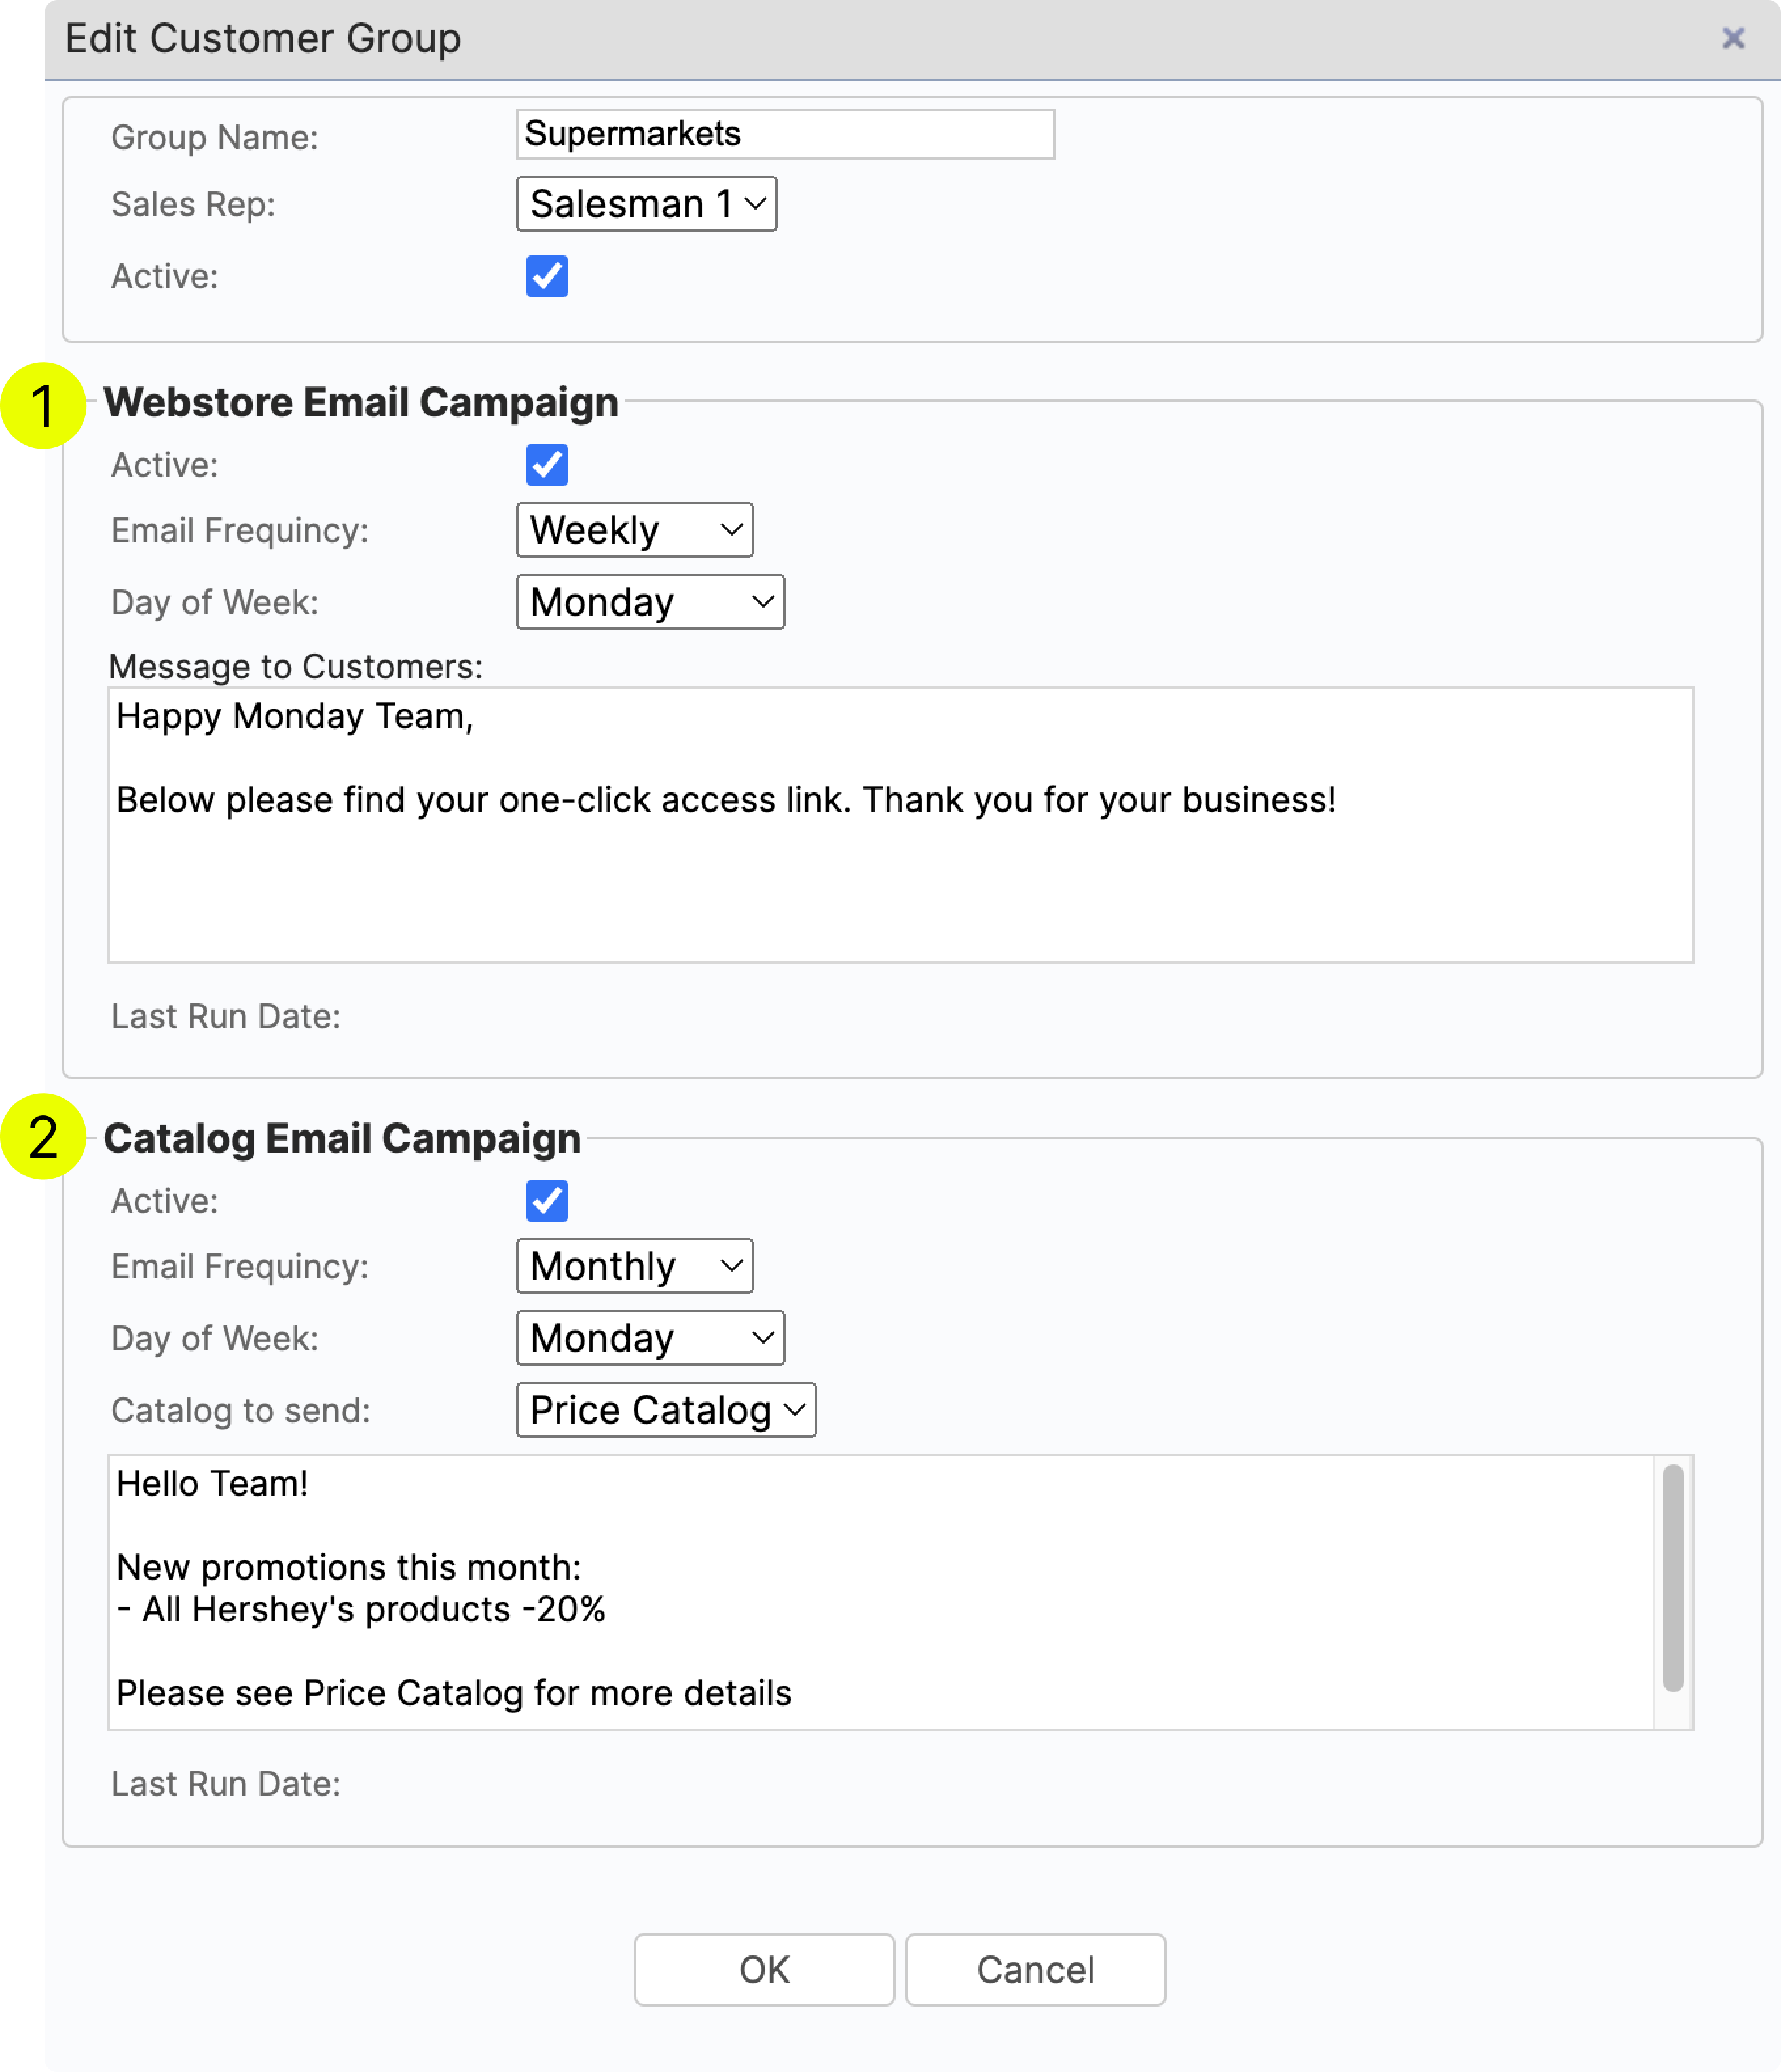 Edit Customer Group
Group Name: Supermarkets
Sales Rep: Salesman 1
Active:
1 Webstore Email Campaign
Active:
Email Frequincy: Weekly
Day of Week: Monday
Message to Customers:
Happy Monday Team,
Below please find your one-click access link. Thank you for your business!
Last Run Date:
2 Catalog Email Campaign
Active:
Email Frequincy: Monthly
Day of Week: Monday
Catalog to send: Price Catalog
Hello Team!
New promotions this month:
- All Hershey's products -20%
Please see Price Catalog for more details
Last Run Date:
OK Cancel